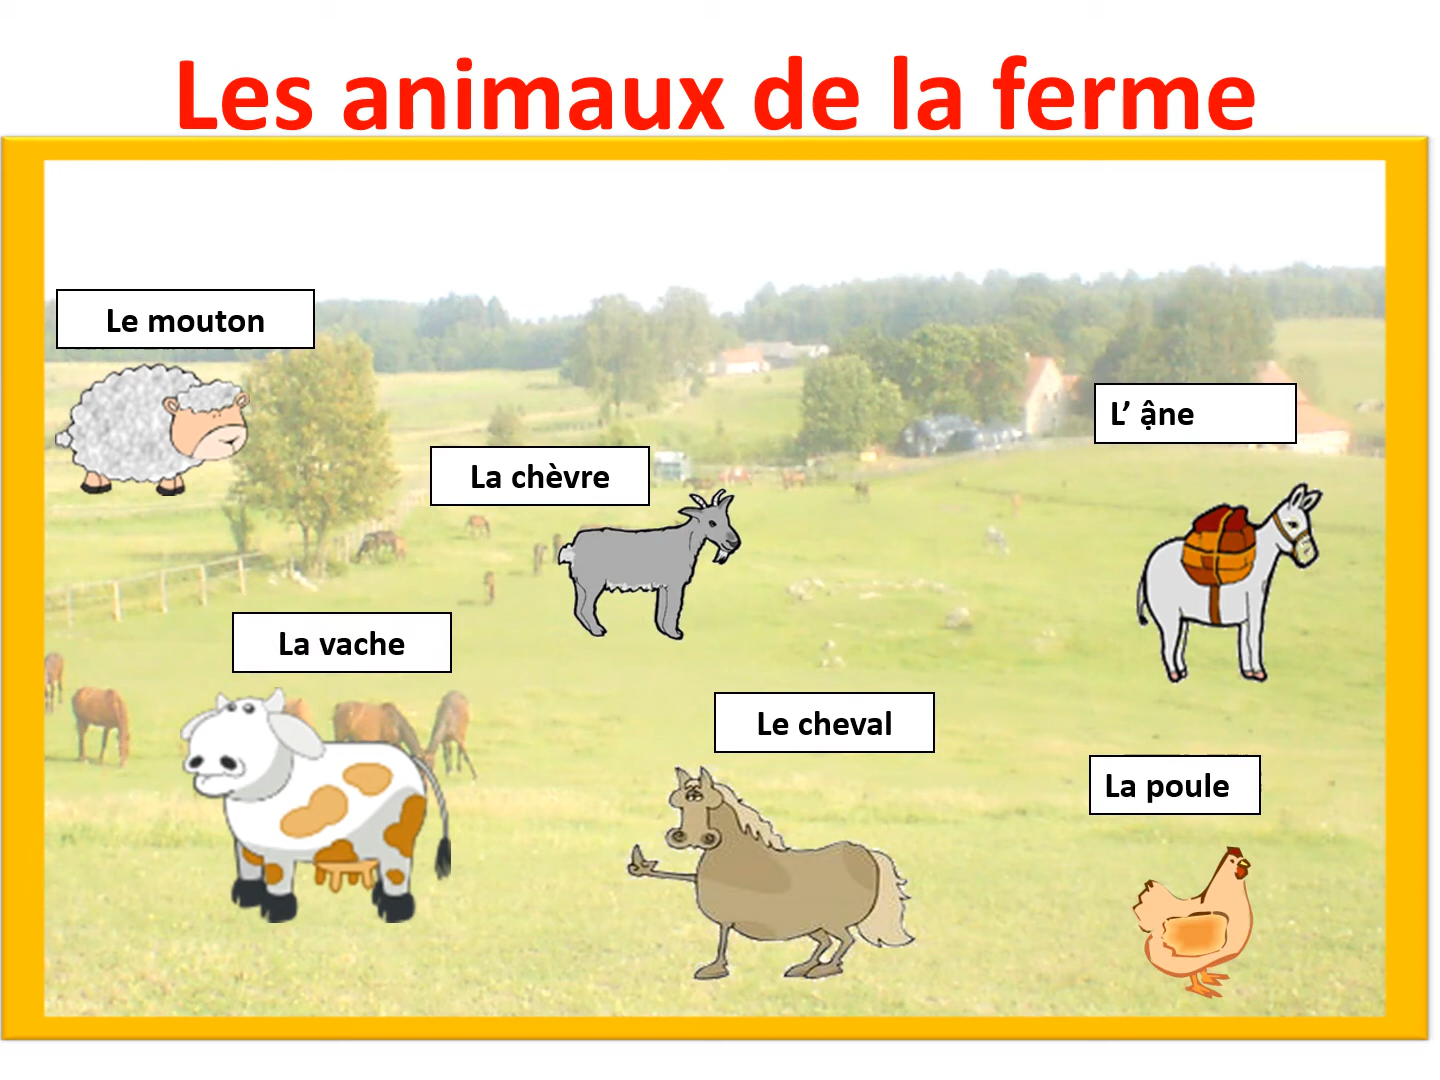 Les animaux de la ferme
Le mouton
L’ ậne
La chèvre
La vache
Le cheval
La poule